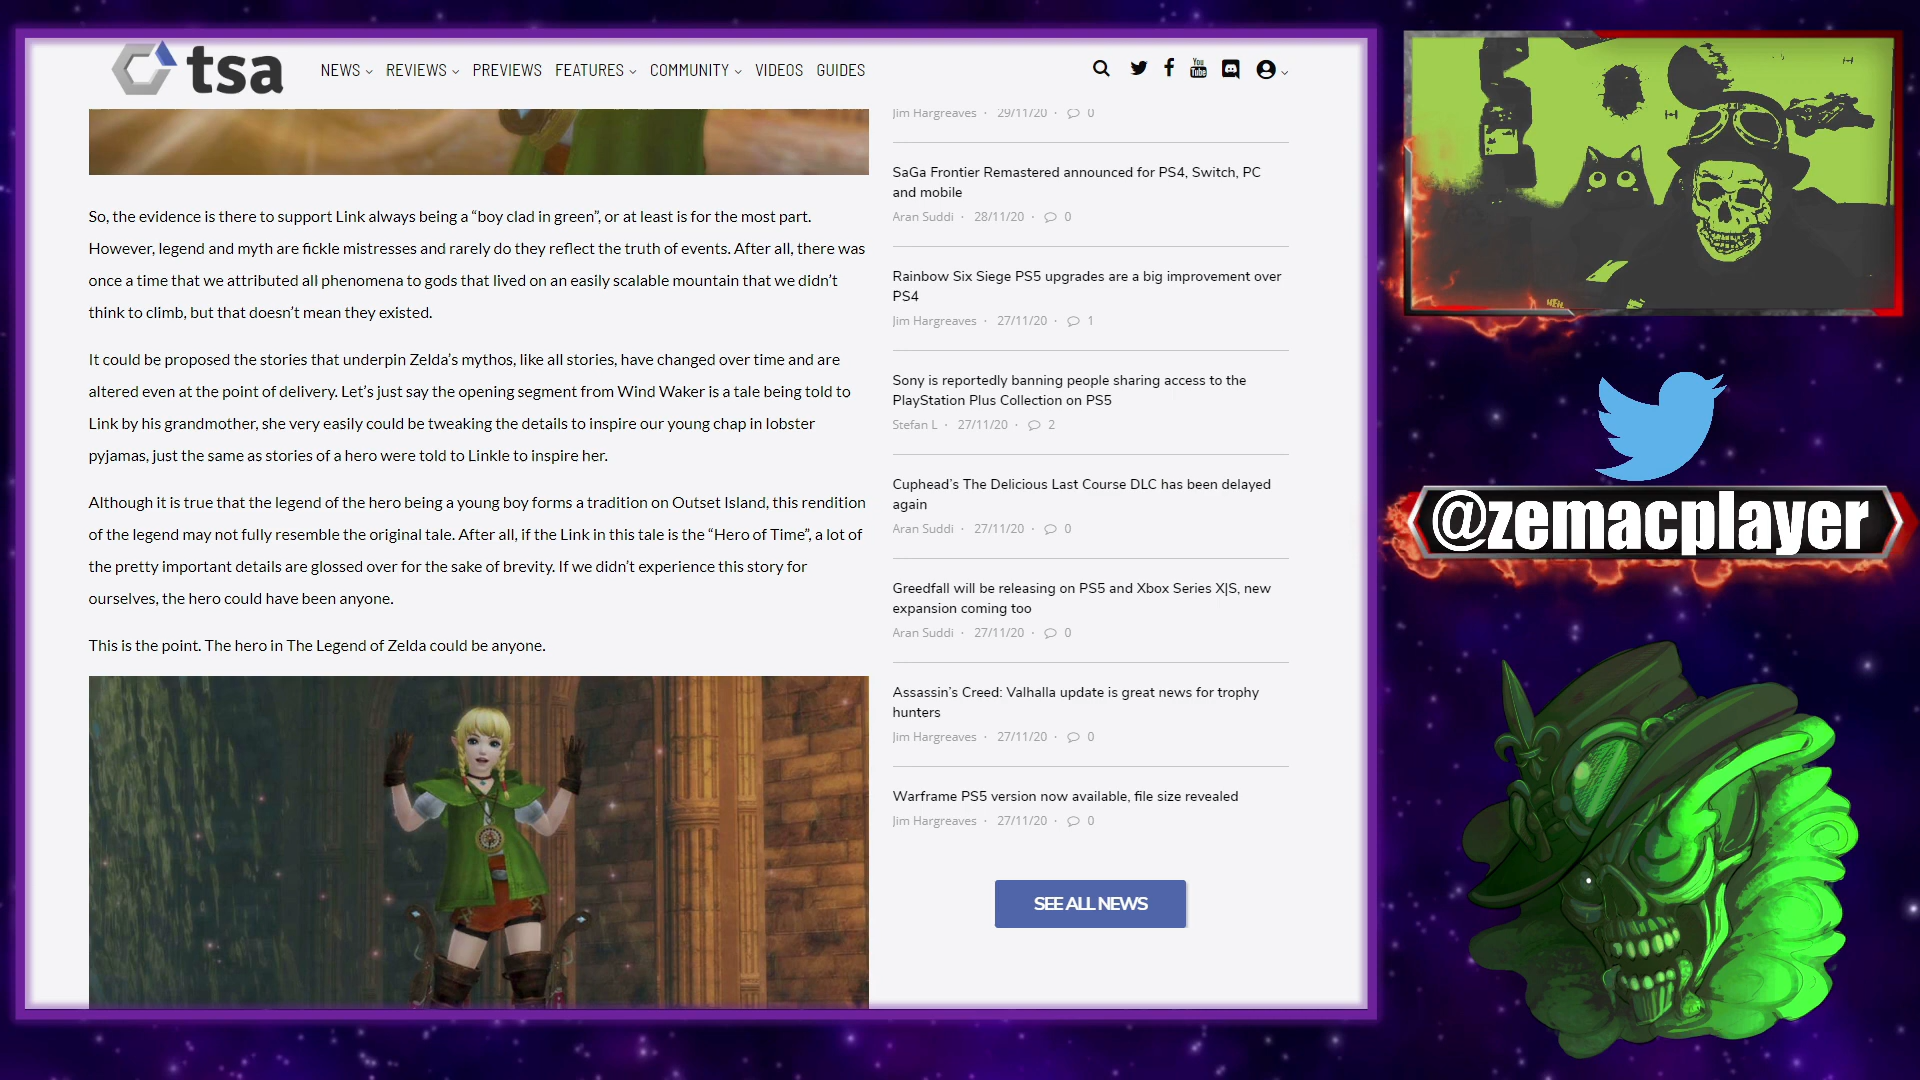 tsa
NEWS REVIEWS PREVIEWS FEATURES COMMUNITY VIDEOS GUIDES
You
Tube
So, the evidence is there to support Link always being a “boy clad in green”, or at least is for the most part.
However, legend and myth are fickle mistresses and rarely do they reflect the truth of events. After all, there was
once a time that we attributed all phenomena to gods that lived on an easily scalable mountain that we didn’t
think to climb, but that doesn’t mean they existed.
It could be proposed the stories that underpin Zelda’s mythos, like all stories, have changed over time and are
altered even at the point of delivery. Let’s just say the opening segment from Wind Waker is a tale being told to
Link by his grandmother, she very easily could be tweaking the details to inspire our young chap in lobster
pyjamas, just the same as stories of a hero were told to Linkle to inspire her.
Although it is true that the legend of the hero being a young boy forms a tradition on Outset Island, this rendition
of the legend may not fully resemble the original tale. After all, if the Link in this tale is the “Hero of Time”, a lot of
the pretty important details are glossed over for the sake of brevity. If we didn’t experience this story for
ourselves, the hero could have been anyone.
This is the point. The hero in The Legend of Zelda could be anyone.
Jim Hargreaves · 29/11/20 · 0
SaGa Frontier Remastered announced for PS4, Switch, PC
and mobile
Aran Suddi · 28/11/20 · 0
Rainbow Six Siege PS5 upgrades are a big improvement over
PS4
Jim Hargreaves · 27/11/20 · 1
Sony is reportedly banning people sharing access to the
PlayStation Plus Collection on PS5
Stefan L · 27/11/20 · 2
Cuphead’s The Delicious Last Course DLC has been delayed
again
Aran Suddi · 27/11/20 · 0
Greedfall will be releasing on PS5 and Xbox Series X|S, new
expansion coming too
Aran Suddi · 27/11/20 · 0
Assassin’s Creed: Valhalla update is great news for trophy
hunters
Jim Hargreaves · 27/11/20 · 0
Warframe PS5 version now available, file size revealed
Jim Hargreaves · 27/11/20 · 0
SEE ALL NEWS
@zemacplayer